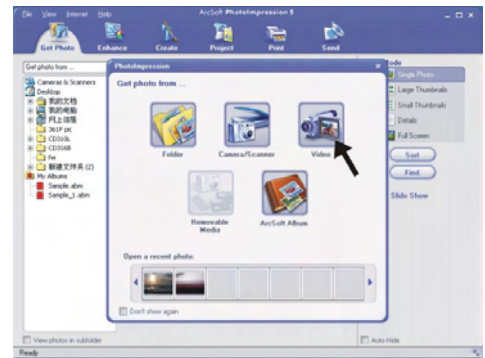 File View Internet Help
ArcSoft PhotoImpression 5
Get Photo Enhance Create Project Print Send
Get photo from ...
Cameras & Scanners
Desktop
我的文档
我的电脑
网上邻居
361P pc
CD310L
CD316B
fw
新建文件夹 (2)
My Albums
Sample.abm
Sample_1.abm
PhotoImpression
Get photo from ...
Folder Camera/Scanner Video
Removable Media
ArcSoft Album
Open a recent photo:
Don't show again
Mode
Single Photo
Large Thumbnails
Small Thumbnails
Details
Full Screen
Sort
Find
Slide Show
View photos in subfolder
Auto Hide
Ready